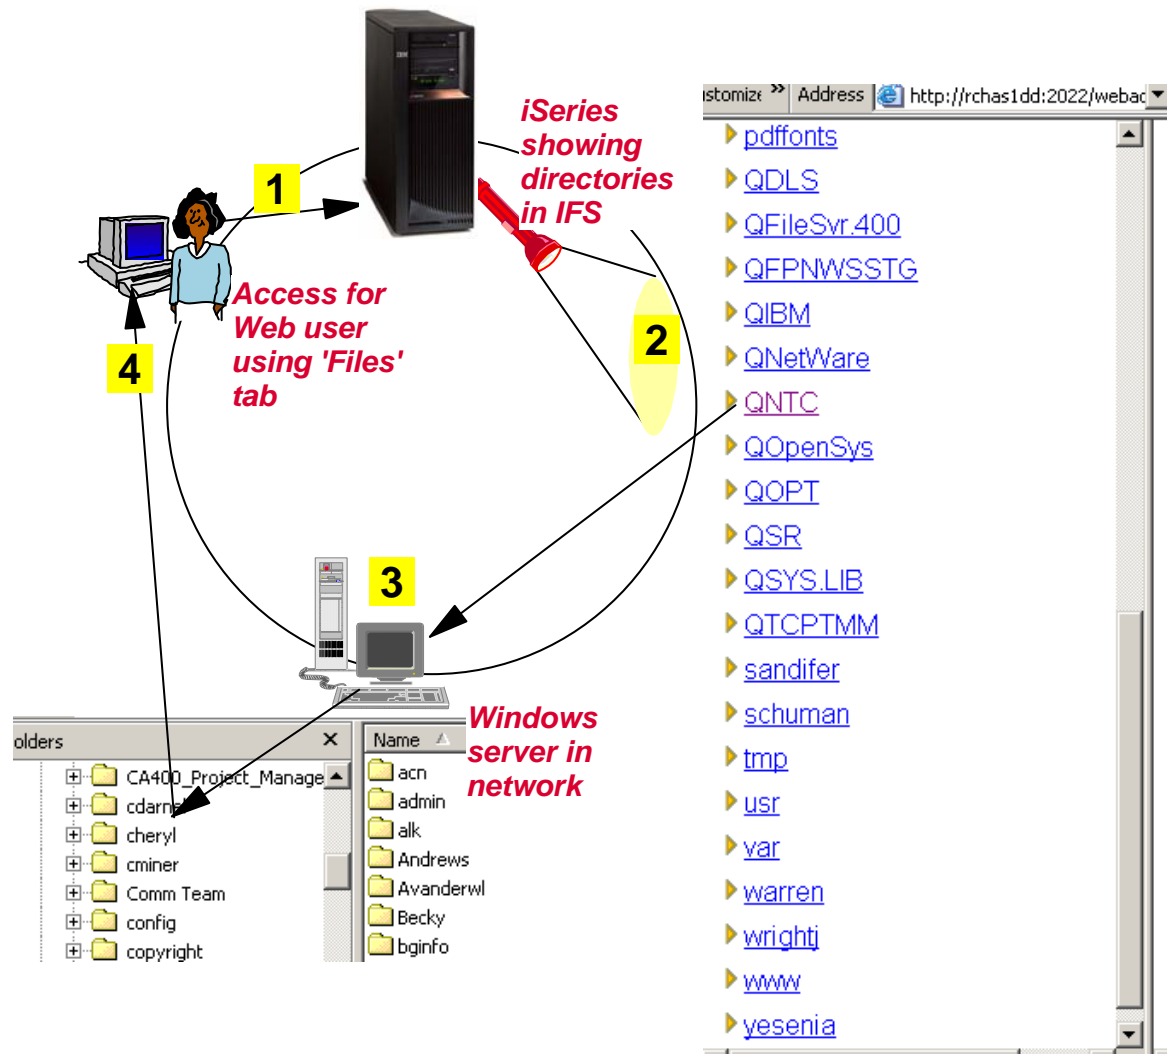 iSeries
showing
directories
in IFS
1
Access for
Web user
using 'Files'
tab
2
4
3
Windows
server in
network
Address http://rchas1dd:2022/webac
pdffonts
QDLS
QFileSvr.400
QFPNWSSTG
QIBM
QNetWare
QNTC
QOpenSys
QOPT
QSR
QSYS.LIB
QTCPTMM
sandifer
schuman
tmp
usr
var
warren
wrightj
www
yesenia
olders
CA400_Project_Manage
cheryl
cminer
Comm Team
config
copyright
Name
acn
admin
alk
Andrews
Avanderwl
Becky
bginfo